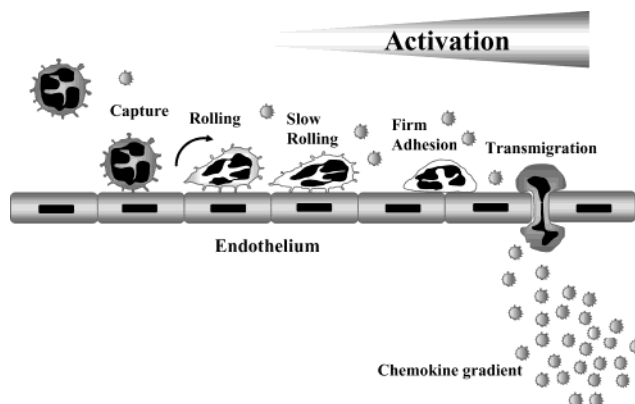 Activation
Capture
Rolling
Slow
Rolling
Firm
Adhesion
Transmigration
Endothelium
Chemokine gradient